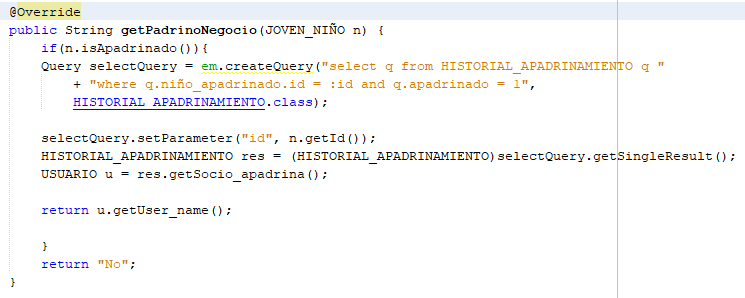 @Override
public String getPadrinoNegocio(JOVEN_NIÑO n) {
if(n.isApadrinado()){
Query selectQuery = em.createQuery("select q from HISTORIAL_APADRINAMIENTO q "
+ "where q.niño_apadrinado.id = :id and q.apadrinado = 1",
HISTORIAL_APADRINAMIENTO.class);
selectQuery.setParameter("id", n.getId());
HISTORIAL_APADRINAMIENTO res = (HISTORIAL_APADRINAMIENTO)selectQuery.getSingleResult();
USUARIO u = res.getSocio_apadrina();
return u.getUser_name();
}
return "No";
}